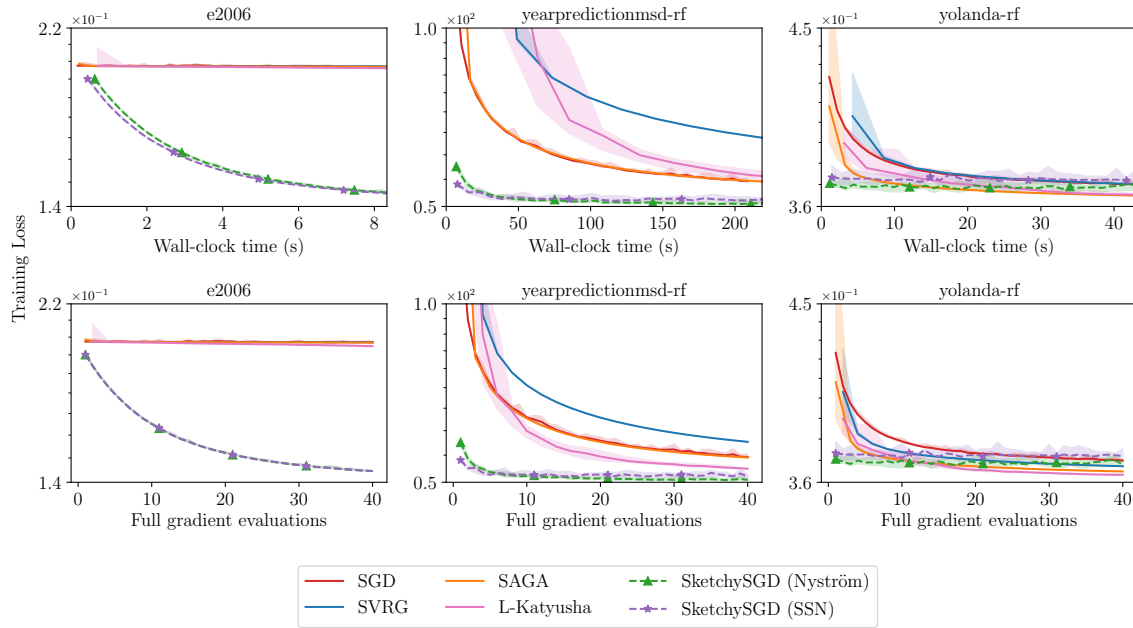 e2006
yearpredictionmsd-rf
yolanda-rf
×10⁻¹
×10²
×10⁻¹
2.2
1.4
1.0
0.5
4.5
3.6
0 2 4 6 8
0 50 100 150 200
0 10 20 30 40
Wall-clock time (s)
Wall-clock time (s)
Wall-clock time (s)
Training Loss
e2006
yearpredictionmsd-rf
yolanda-rf
×10⁻¹
×10²
×10⁻¹
2.2
1.4
1.0
0.5
4.5
3.6
0 10 20 30 40
0 10 20 30 40
0 10 20 30 40
Full gradient evaluations
Full gradient evaluations
Full gradient evaluations
SGD
SVRG
SAGA
L-Katyusha
SketchySGD (Nyström)
SketchySGD (SSN)